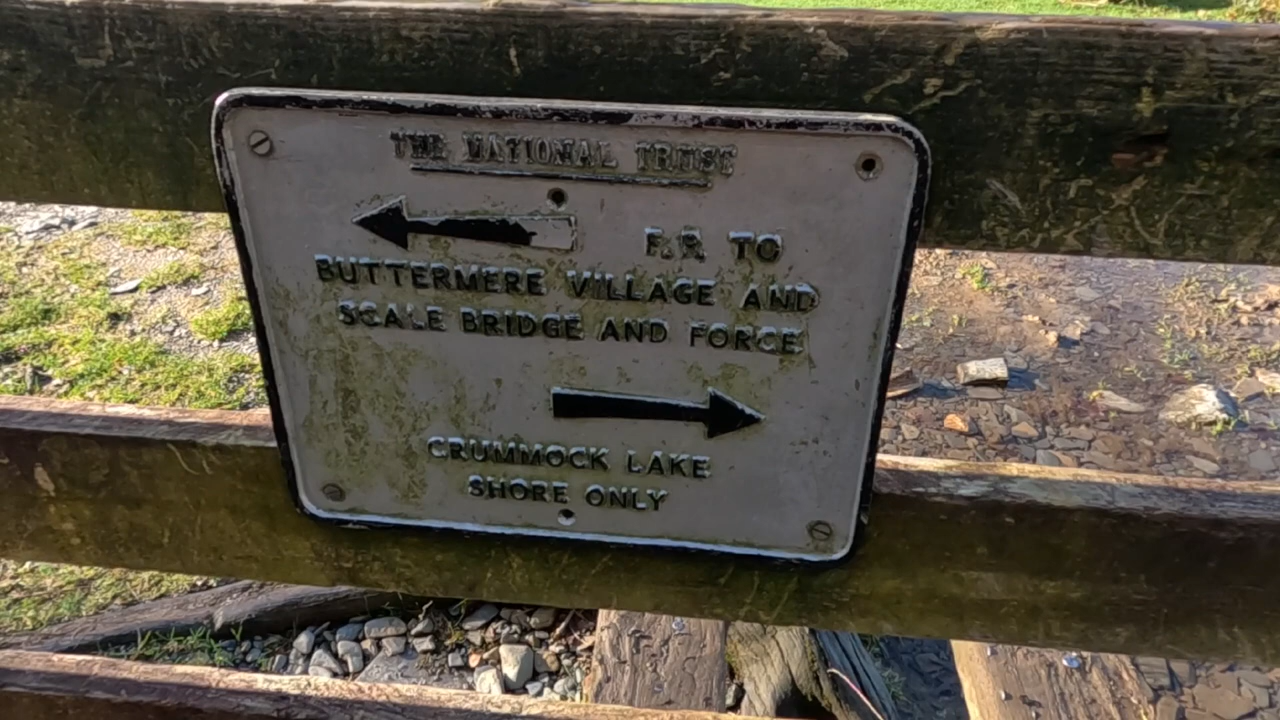 THE NATIONAL TRUST
F.P. TO
BUTTERMERE VILLAGE AND
SCALE BRIDGE AND FORCE
CRUMMOCK LAKE
SHORE ONLY